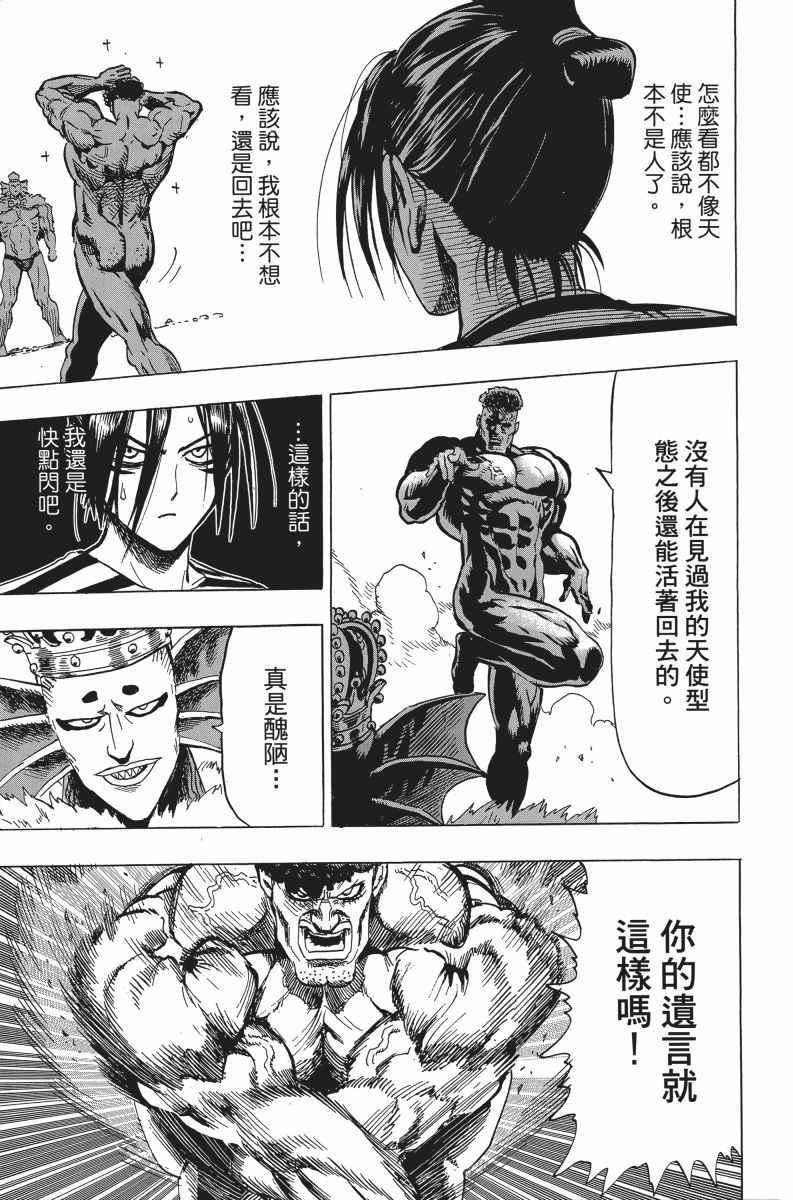 怎麼看都不像天
使…應該說，根
本不是人了。
應該說，我根本不想
看，還是回去吧…
沒有人在見過我的天使型
態之後還能活著回去的。
…這樣的話，
我還是
快點閃吧。
真是醜陋…
你的遺言就
這樣嗎！